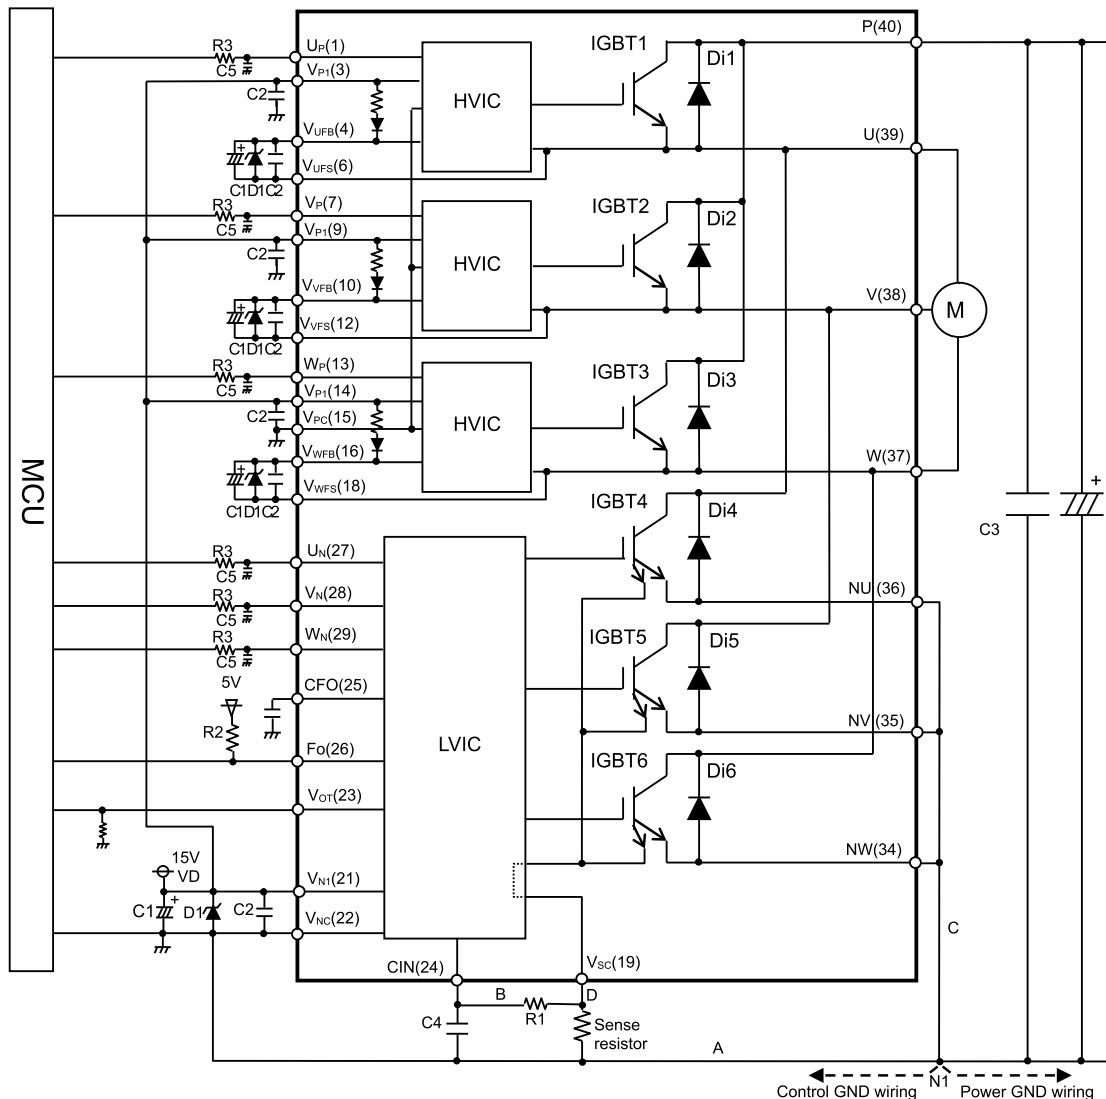 P(40)
IGBT1
Di1
R3
C5
UP(1)
VP1(3)
C2
HVIC
VUFB(4)
U(39)
VUFS(6)
+
C1D1C2
R3
C5
VP(7)
VP1(9)
C2
IGBT2
Di2
HVIC
VVFB(10)
V(38)
VVFS(12)
+
C1D1C2
M
R3
C5
WP(13)
VP1(14)
C2
VPC(15)
IGBT3
Di3
HVIC
VWFB(16)
W(37)
VWFS(18)
+
C1D1C2
MCU
IGBT4
Di4
C3
+
R3
C5
UN(27)
R3
C5
VN(28)
NU(36)
R3
C5
WN(29)
IGBT5
Di5
5V
CFO(25)
R2
Fo(26)
LVIC
NV(35)
IGBT6
Di6
VOT(23)
NW(34)
15V
VD
VN1(21)
C1
+
D1
C2
VNC(22)
C
CIN(24)
VSC(19)
B
D
R1
C4
Sense
resistor
A
N1
Control GND wiring
Power GND wiring